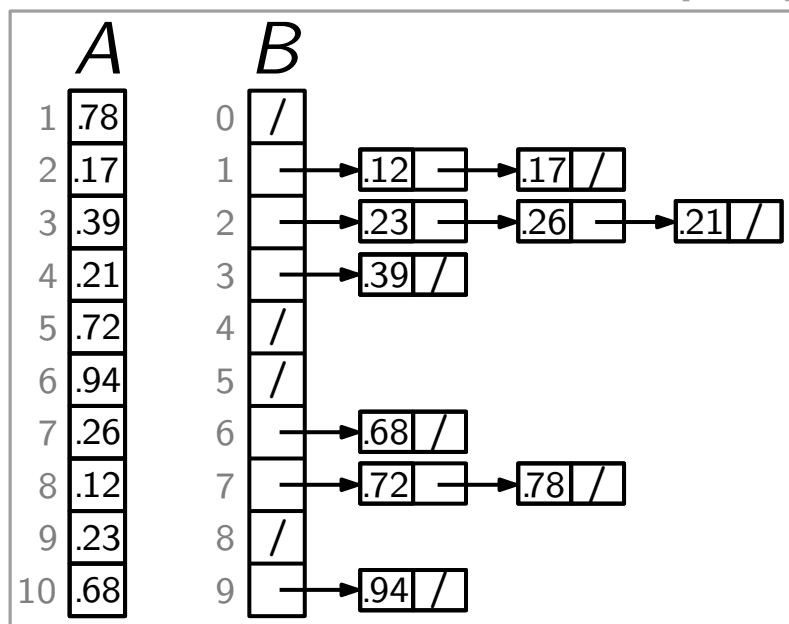 A B
1 .78 0 /
2 .17 1 .12 .17 /
3 .39 2 .23 .26 .21 /
4 .21 3 .39 /
5 .72 4 /
6 .94 5 /
7 .26 6 .68 /
8 .12 7 .72 .78 /
9 .23 8 /
10 .68 9 .94 /